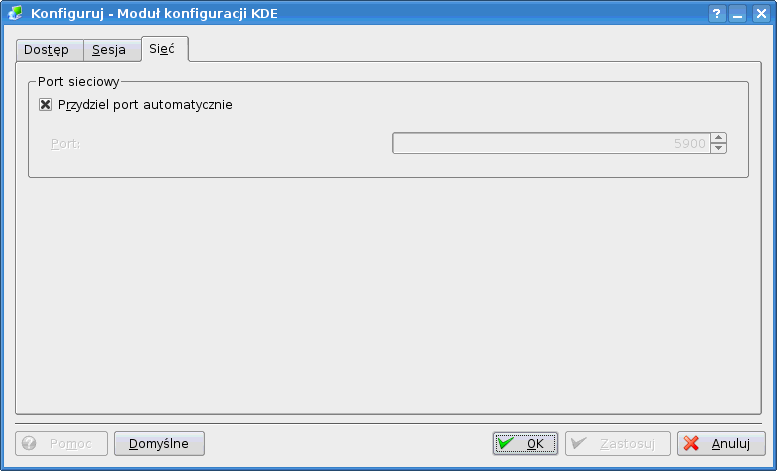 Konfiguruj - Moduł konfiguracji KDE
Dostęp Sesja Sieć
Port sieciowy
Przydziel port automatycznie
Port: 5900
Pomoc Domyślne OK Zastosuj Anuluj